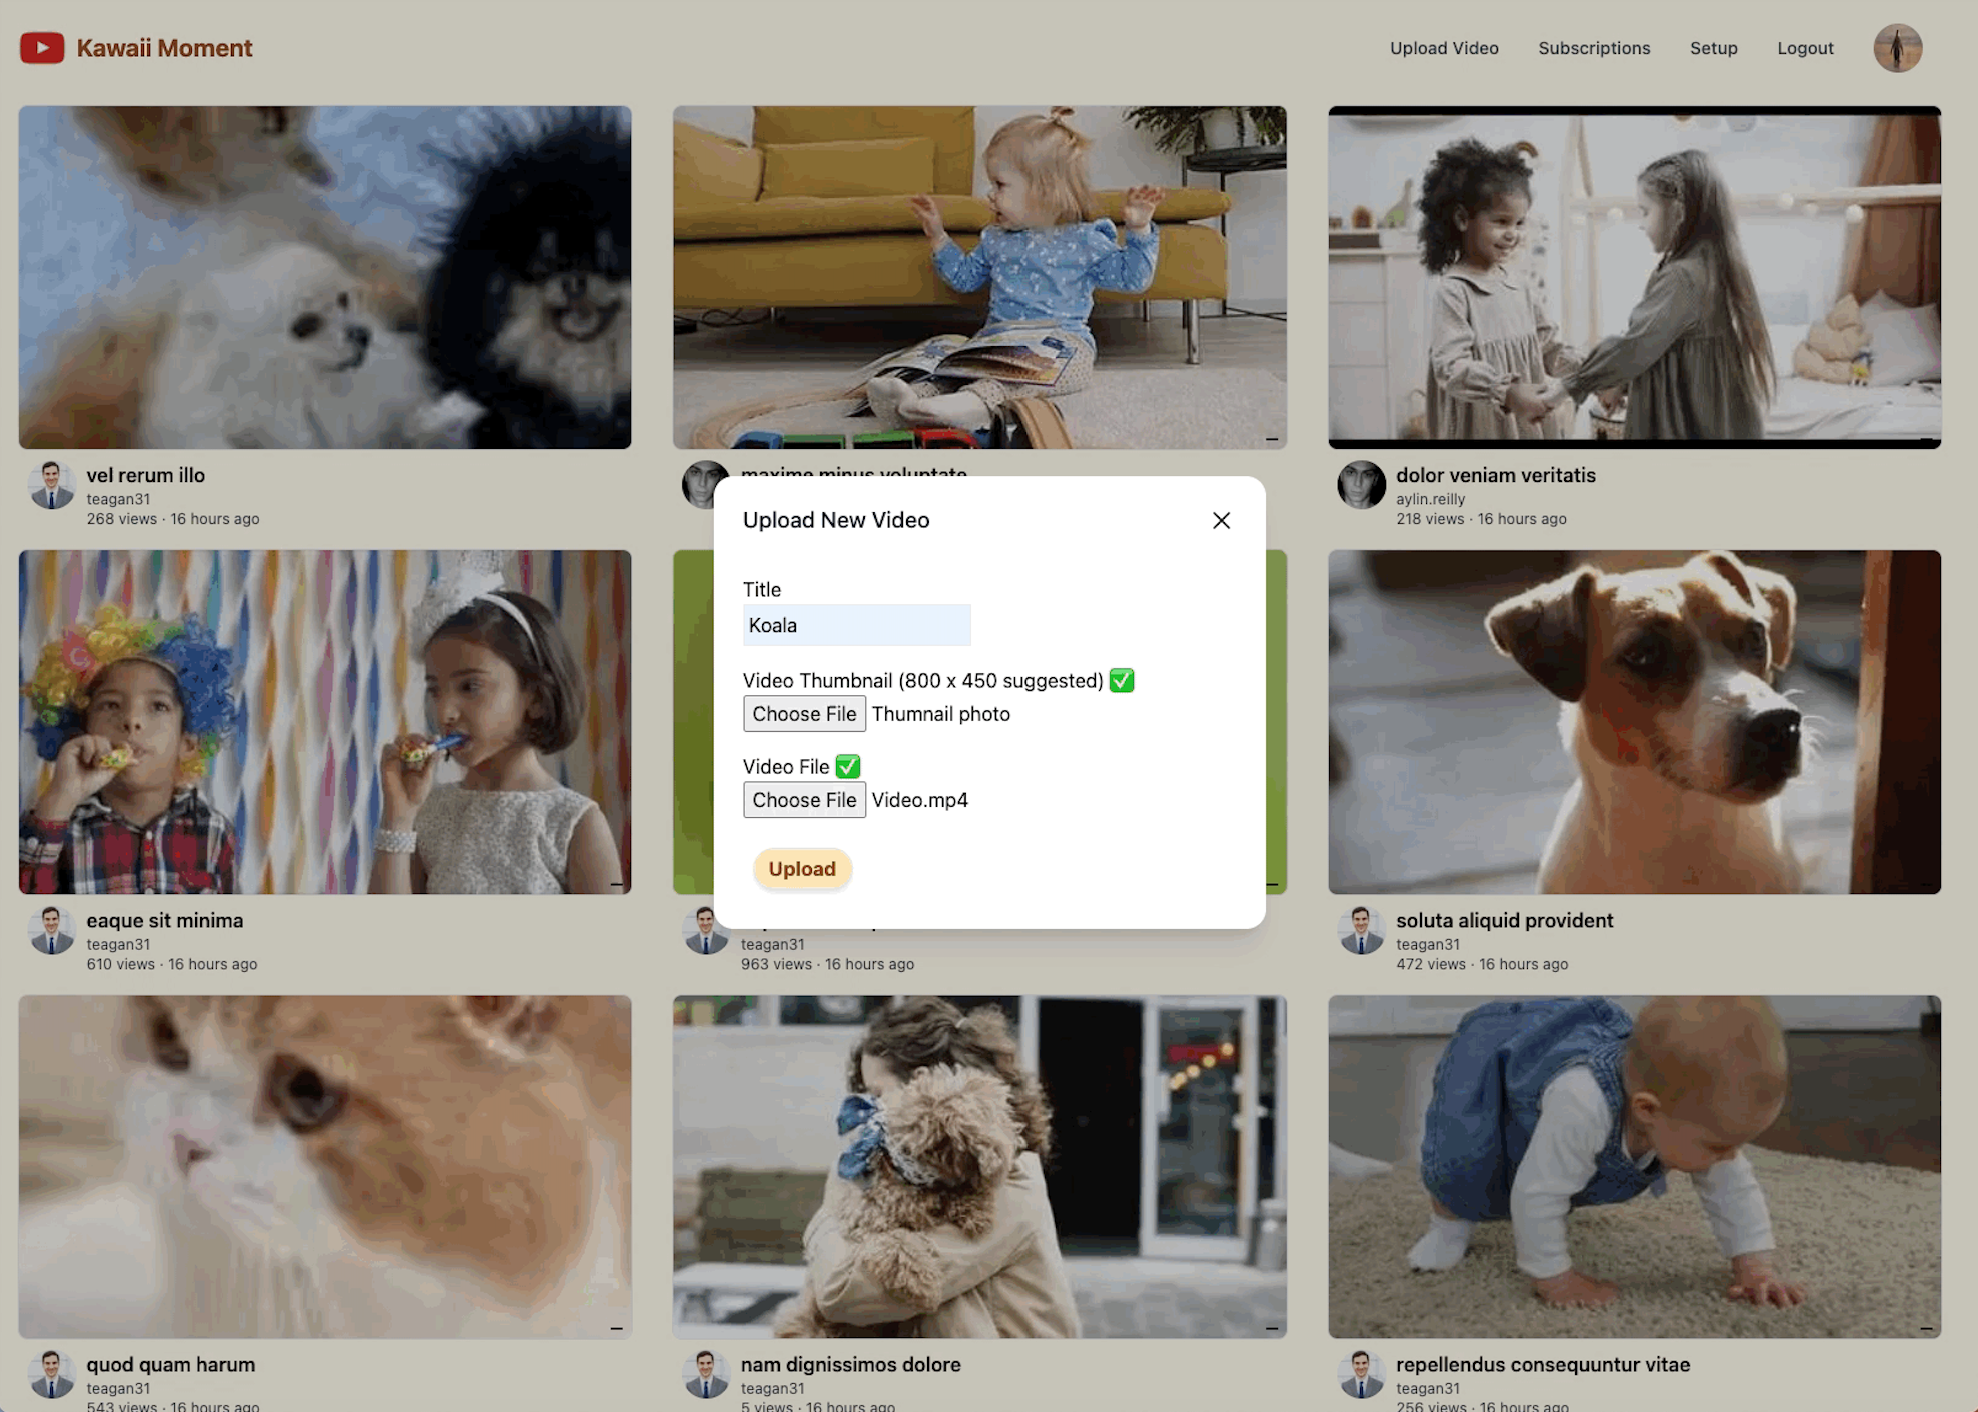 Kawaii Moment
Upload Video
Subscriptions
Setup
Logout
vel rerum illo
teagan31
268 views · 16 hours ago
maxime minus voluptate
dolor veniam veritatis
aylin.reilly
218 views · 16 hours ago
Upload New Video
Title
Koala
Video Thumbnail (800 x 450 suggested) ✅
Choose File Thumnail photo
Video File ✅
Choose File Video.mp4
Upload
eaque sit minima
teagan31
610 views · 16 hours ago
teagan31
963 views · 16 hours ago
soluta aliquid provident
teagan31
472 views · 16 hours ago
quod quam harum
teagan31
543 views · 16 hours ago
nam dignissimos dolore
teagan31
5 views · 16 hours ago
repellendus consequuntur vitae
teagan31
256 views · 16 hours ago